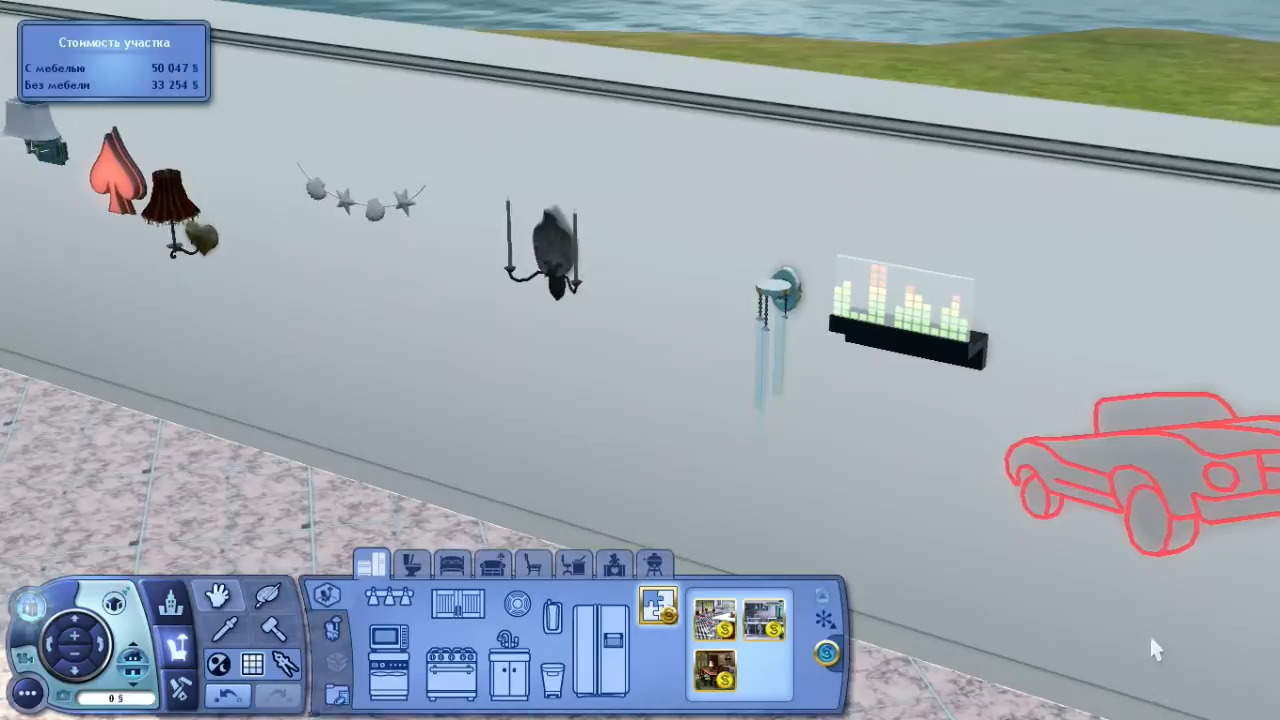 Стоимость участка
С мебелью 50 047 §
Без мебели 33 254 §
0 §